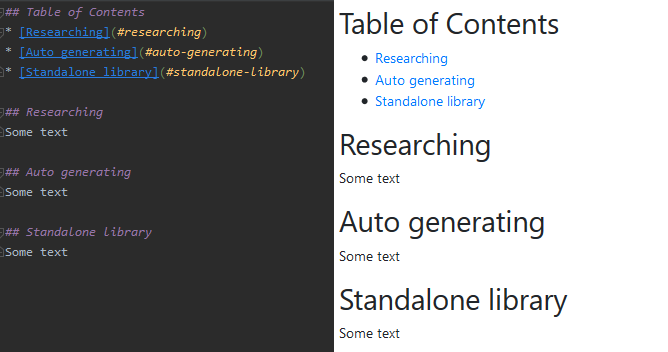 ## Table of Contents
* [Researching](#researching)
* [Auto generating](#auto-generating)
* [Standalone library](#standalone-library)
## Researching
Some text
## Auto generating
Some text
## Standalone library
Some text
Table of Contents
Researching
Auto generating
Standalone library
Researching
Some text
Auto generating
Some text
Standalone library
Some text